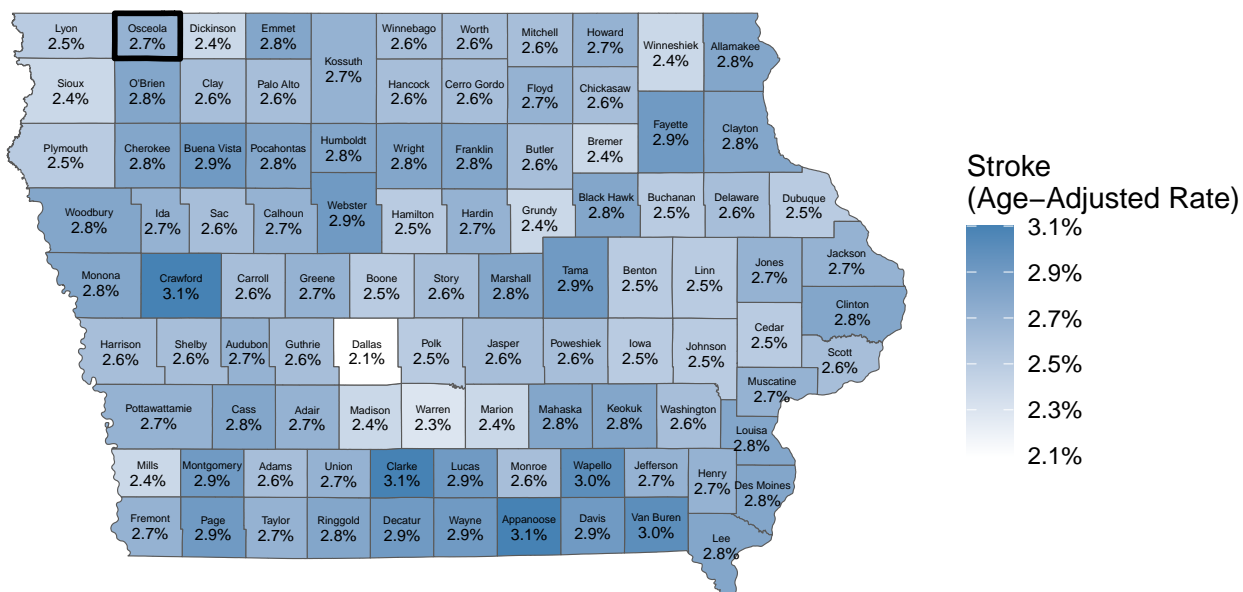 Lyon
2.5%
Osceola
2.7%
Dickinson
2.4%
Emmet
2.8%
Kossuth
2.7%
Winnebago
2.6%
Worth
2.6%
Mitchell
2.6%
Howard
2.7%
Winneshiek
2.4%
Allamakee
2.8%
Sioux
2.4%
O'Brien
2.8%
Clay
2.6%
Palo Alto
2.6%
Hancock
2.6%
Cerro Gordo
2.6%
Floyd
2.7%
Chickasaw
2.6%
Plymouth
2.5%
Cherokee
2.8%
Buena Vista
2.9%
Pocahontas
2.8%
Humboldt
2.8%
Wright
2.8%
Franklin
2.8%
Butler
2.6%
Bremer
2.4%
Fayette
2.9%
Clayton
2.8%
Woodbury
2.8%
Ida
2.7%
Sac
2.6%
Calhoun
2.7%
Webster
2.9%
Hamilton
2.5%
Hardin
2.7%
Grundy
2.4%
Black Hawk
2.8%
Buchanan
2.5%
Delaware
2.6%
Dubuque
2.5%
Monona
2.8%
Crawford
3.1%
Carroll
2.6%
Greene
2.7%
Boone
2.5%
Story
2.6%
Marshall
2.8%
Tama
2.9%
Benton
2.5%
Linn
2.5%
Jones
2.7%
Jackson
2.7%
Clinton
2.8%
Harrison
2.6%
Shelby
2.6%
Audubon
2.7%
Guthrie
2.6%
Dallas
2.1%
Polk
2.5%
Jasper
2.6%
Poweshiek
2.6%
Iowa
2.5%
Johnson
2.5%
Cedar
2.5%
Scott
2.6%
Muscatine
2.7%
Pottawattamie
2.7%
Cass
2.8%
Adair
2.7%
Madison
2.4%
Warren
2.3%
Marion
2.4%
Mahaska
2.8%
Keokuk
2.8%
Washington
2.6%
Louisa
2.8%
Mills
2.4%
Montgomery
2.9%
Adams
2.6%
Union
2.7%
Clarke
3.1%
Lucas
2.9%
Monroe
2.6%
Wapello
3.0%
Jefferson
2.7%
Henry
2.7%
Des Moines
2.8%
Fremont
2.7%
Page
2.9%
Taylor
2.7%
Ringgold
2.8%
Decatur
2.9%
Wayne
2.9%
Appanoose
3.1%
Davis
2.9%
Van Buren
3.0%
Lee
2.8%
Stroke
(Age−Adjusted Rate)
3.1%
2.9%
2.7%
2.5%
2.3%
2.1%